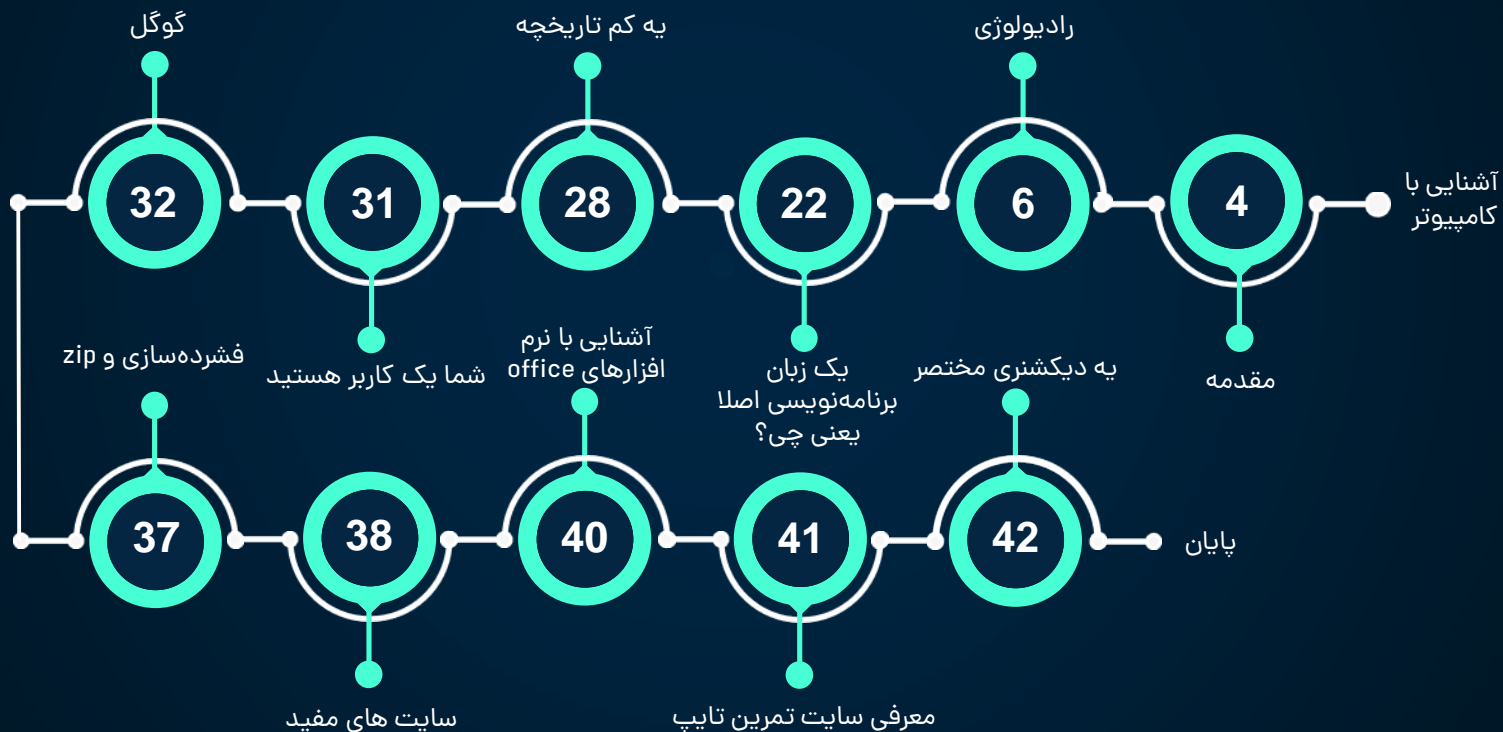 آشنایی با
کامپیوتر
4
مقدمه
6
رادیولوژی
22
یک زبان
برنامه‌نویسی اصلا
یعنی چی؟
28
یه کم تاریخچه
31
شما یک کاربر هستید
32
گوگل
37
فشرده‌سازی و zip
38
سایت های مفید
40
آشنایی با نرم
افزارهای office
41
معرفی سایت تمرین تایپ
42
یه دیکشنری مختصر
پایان